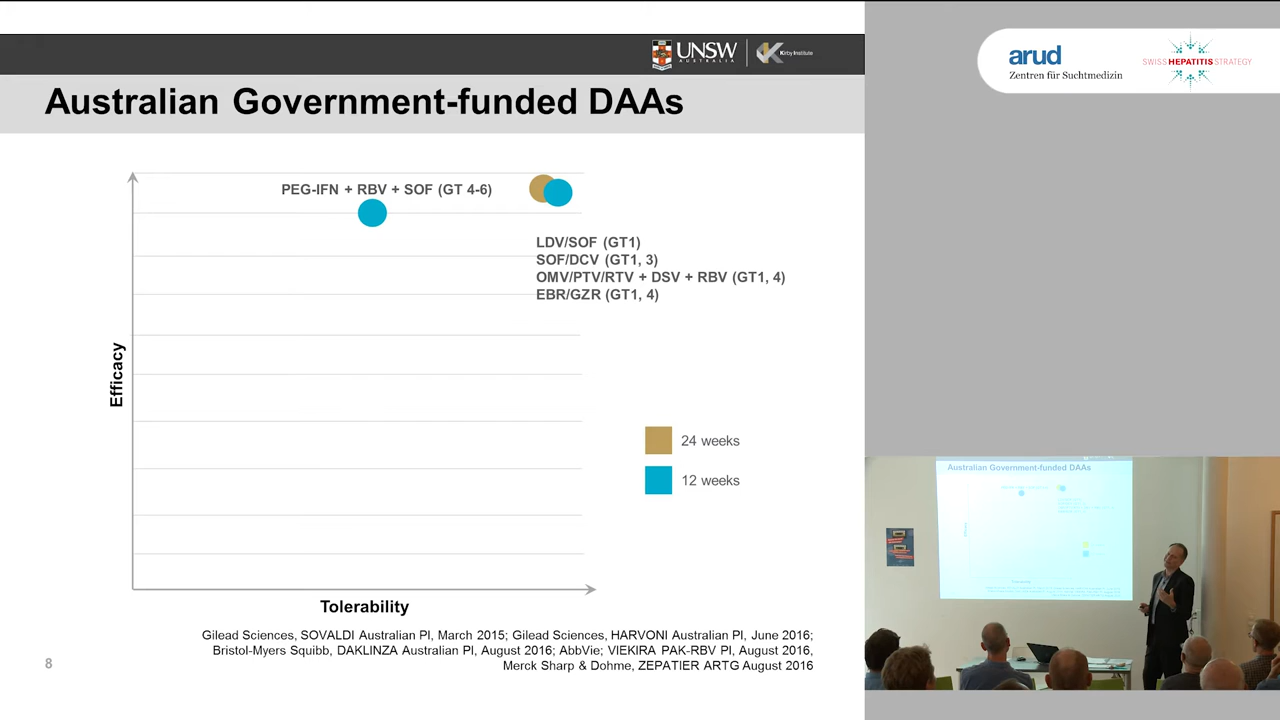 UNSW
AUSTRALIA
Kirby Institute
arud
Zentren für Suchtmedizin
SWISS HEPATITIS STRATEGY
Australian Government-funded DAAs
PEG-IFN + RBV + SOF (GT 4-6)
LDV/SOF (GT1)
SOF/DCV (GT1, 3)
OMV/PTV/RTV + DSV + RBV (GT1, 4)
EBR/GZR (GT1, 4)
Efficacy
24 weeks
12 weeks
Tolerability
Gilead Sciences, SOVALDI Australian PI, March 2015; Gilead Sciences, HARVONI Australian PI, June 2016;
Bristol-Myers Squibb, DAKLINZA Australian PI, August 2016; AbbVie; VIEKIRA PAK-RBV PI, August 2016,
Merck Sharp & Dohme, ZEPATIER ARTG August 2016
8
Australian Government-funded DAAs